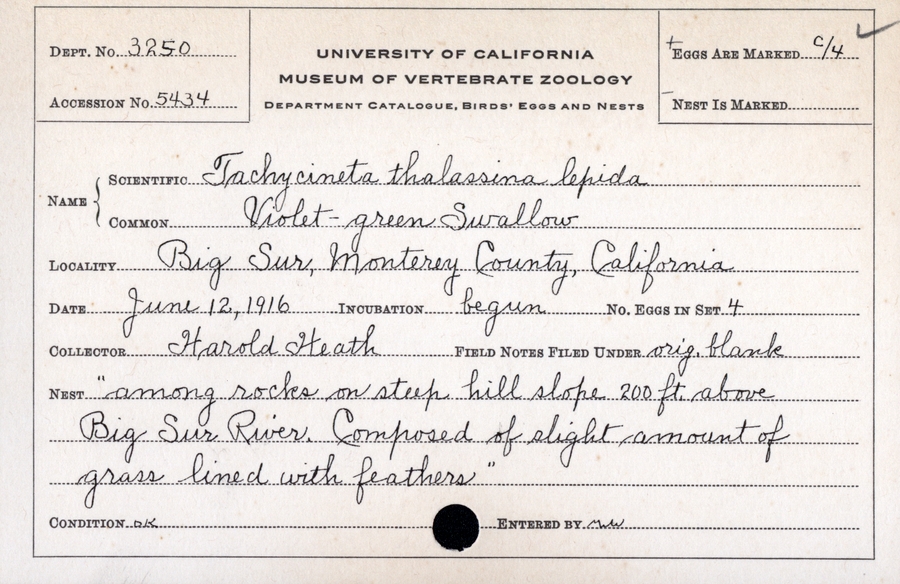 DEPT. No. 3250
ACCESSION No. 5434
UNIVERSITY OF CALIFORNIA
MUSEUM OF VERTEBRATE ZOOLOGY
DEPARTMENT CATALOGUE, BIRDS' EGGS AND NESTS
+ EGGS ARE MARKED c/4 ✓
- NEST IS MARKED
NAME { SCIENTIFIC Tachycineta thalassina lepida
COMMON Violet-green Swallow
LOCALITY Big Sur, Monterey County, California
DATE June 12, 1916 INCUBATION begun No. EGGS IN SET 4
COLLECTOR Harold Heath FIELD NOTES FILED UNDER orig. blank
NEST "among rocks on steep hill slope 200 ft. above
Big Sur River. Composed of slight amount of
grass lined with feathers"
CONDITION OK ENTERED BY